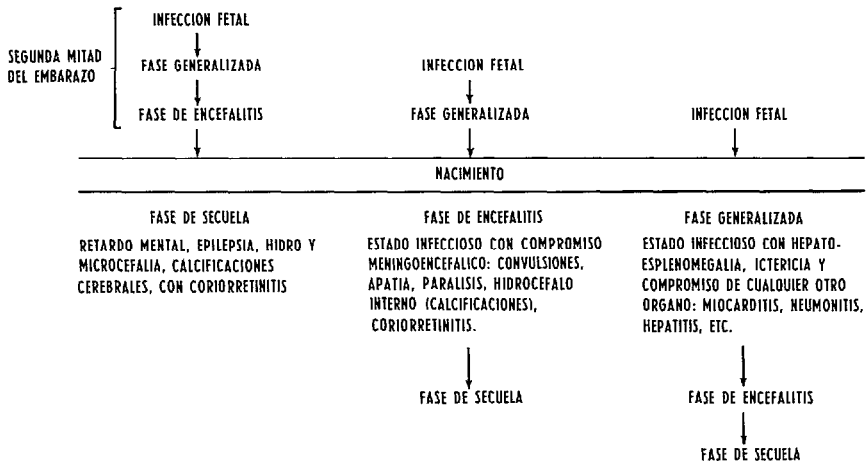 SEGUNDA MITAD
DEL EMBARAZO
INFECCION FETAL
FASE GENERALIZADA
FASE DE ENCEFALITIS
INFECCION FETAL
FASE GENERALIZADA
INFECCION FETAL
NACIMIENTO
FASE DE SECUELA
RETARDO MENTAL, EPILEPSIA, HIDRO Y
MICROCEFALIA, CALCIFICACIONES
CEREBRALES, CON CORIORRETINITIS
FASE DE ENCEFALITIS
ESTADO INFECCIOSO CON COMPROMISO
MENINGOENCEFALICO: CONVULSIONES,
APATIA, PARALISIS, HIDROCEFALO
INTERNO (CALCIFICACIONES),
CORIORRETINITIS.
FASE DE SECUELA
FASE GENERALIZADA
ESTADO INFECCIOSO CON HEPATO-
ESPLENOMEGALIA, ICTERICIA Y
COMPROMISO DE CUALQUIER OTRO
ORGANO: MIOCARDITIS, NEUMONITIS,
HEPATITIS, ETC.
FASE DE ENCEFALITIS
FASE DE SECUELA